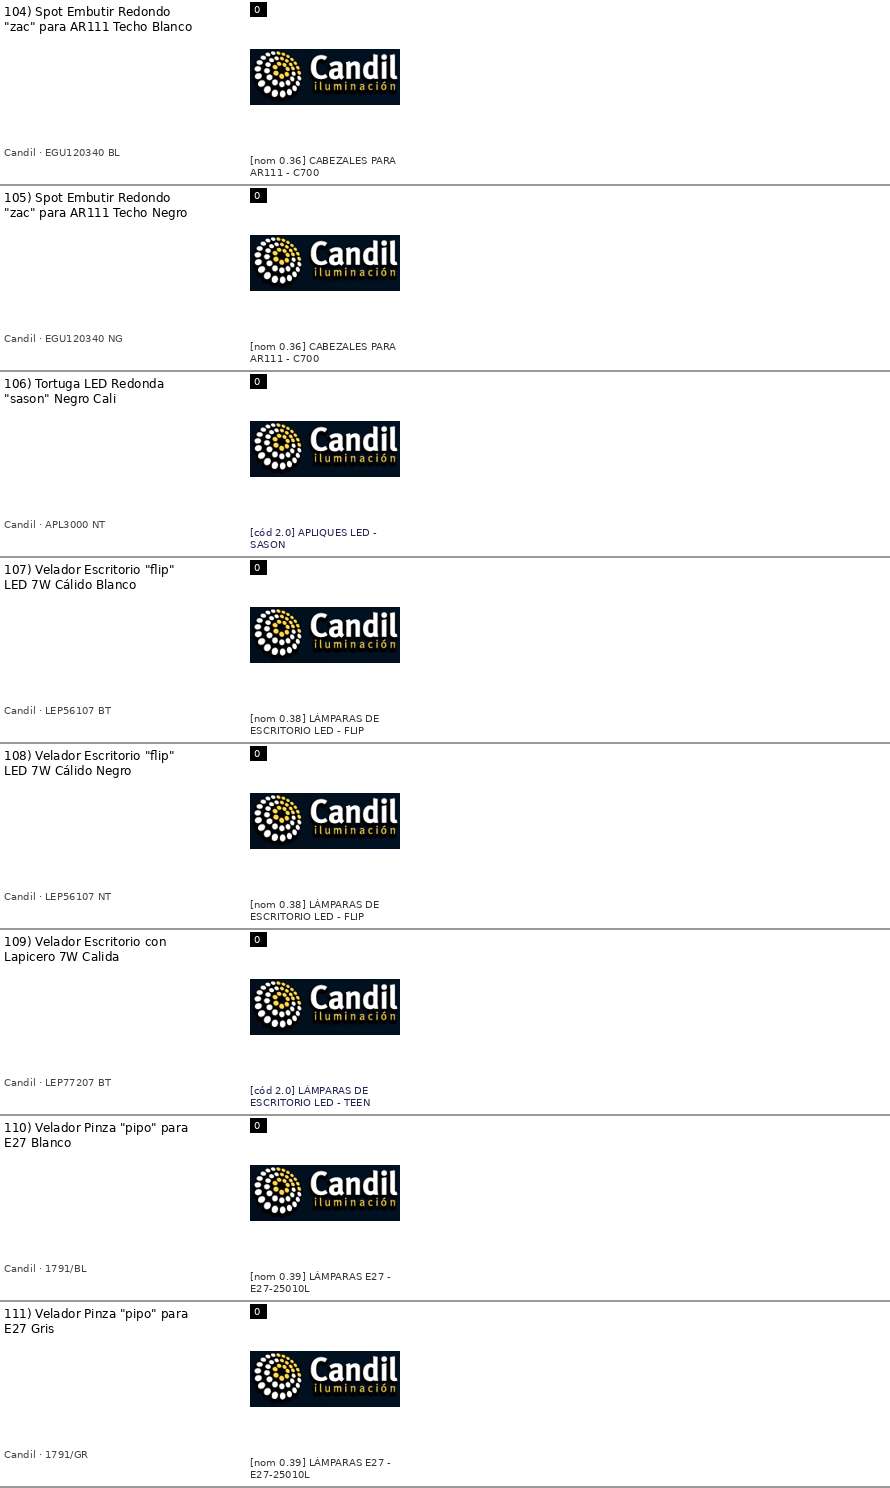 104) Spot Embutir Redondo
"zac" para AR111 Techo Blanco
0
Candil
iluminación
Candil · EGU120340 BL
[nom 0.36] CABEZALES PARA
AR111 - C700
105) Spot Embutir Redondo
"zac" para AR111 Techo Negro
0
Candil
iluminación
Candil · EGU120340 NG
[nom 0.36] CABEZALES PARA
AR111 - C700
106) Tortuga LED Redonda
"sason" Negro Cali
0
Candil
iluminación
Candil · APL3000 NT
[cód 2.0] APLIQUES LED -
SASON
107) Velador Escritorio "flip"
LED 7W Cálido Blanco
0
Candil
iluminación
Candil · LEP56107 BT
[nom 0.38] LÁMPARAS DE
ESCRITORIO LED - FLIP
108) Velador Escritorio "flip"
LED 7W Cálido Negro
0
Candil
iluminación
Candil · LEP56107 NT
[nom 0.38] LÁMPARAS DE
ESCRITORIO LED - FLIP
109) Velador Escritorio con
Lapicero 7W Calida
0
Candil
iluminación
Candil · LEP77207 BT
[cód 2.0] LÁMPARAS DE
ESCRITORIO LED - TEEN
110) Velador Pinza "pipo" para
E27 Blanco
0
Candil
iluminación
Candil · 1791/BL
[nom 0.39] LÁMPARAS E27 -
E27-25010L
111) Velador Pinza "pipo" para
E27 Gris
0
Candil
iluminación
Candil · 1791/GR
[nom 0.39] LÁMPARAS E27 -
E27-25010L